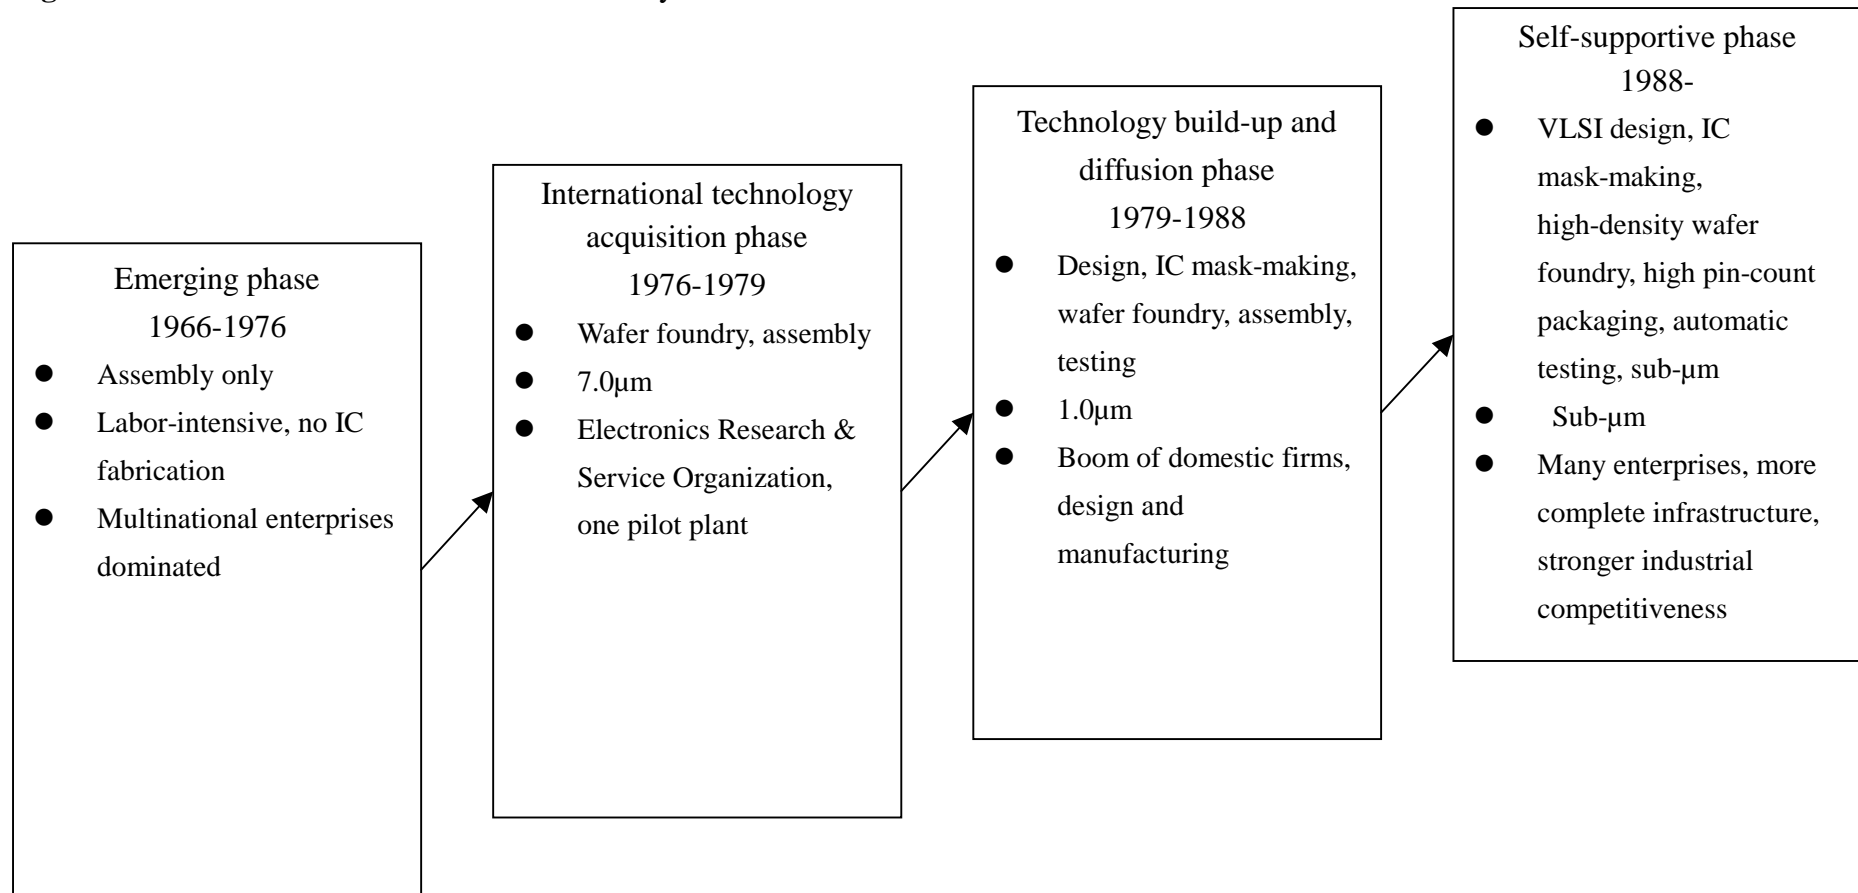 Emerging phase
1966-1976
● Assembly only
● Labor-intensive, no IC
fabrication
● Multinational enterprises
dominated
International technology
acquisition phase
1976-1979
● Wafer foundry, assembly
● 7.0μm
● Electronics Research &
Service Organization,
one pilot plant
Technology build-up and
diffusion phase
1979-1988
● Design, IC mask-making,
wafer foundry, assembly,
testing
● 1.0μm
● Boom of domestic firms,
design and
manufacturing
Self-supportive phase
1988-
● VLSI design, IC
mask-making,
high-density wafer
foundry, high pin-count
packaging, automatic
testing, sub-μm
● Sub-μm
● Many enterprises, more
complete infrastructure,
stronger industrial
competitiveness